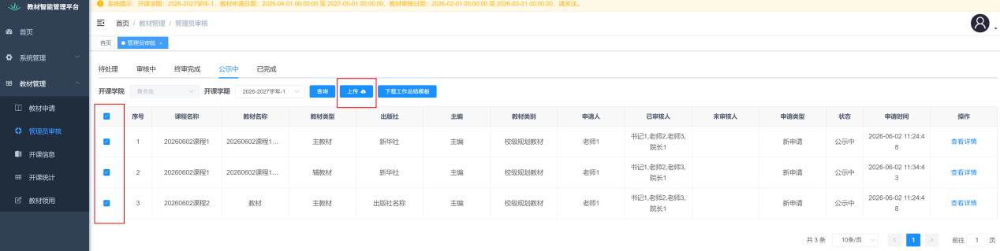 教材智能管理平台
系统提示：开课学期：2026-2027学年-1，教材申请日期：2026-04-01 00:00:00 至 2027-05-01 00:00:00，教材审核日期：2026-02-01 00:00:00 至 2026-03-31 00:00:00，请关注。
首页
系统管理
教材管理
教材申请
管理员审核
开课信息
开课统计
教材领用
首页 / 教材管理 / 管理员审核
首页 管理员审核 ×
待处理 审核中 终审完成 公示中 已完成
开课学院 教务处 开课学期 2026-2027学年-1 查询 上传 下载工作总结模板
序号 课程名称 教材名称 教材类型 出版社 主编 教材类别 申请人 已审核人 未审核人 申请类型 状态 申请时间 操作
1 20260602课程1 20260602课程1... 主教材 新华社 主编 校级规划教材 老师1 书记1,老师2,老师3, 新申请 公示中 2026-06-02 11:24:4 查看详情
院长1 8
2 20260602课程1 20260602课程1... 辅教材 新华社 主编 校级规划教材 老师1 书记1,老师2,老师3, 新申请 公示中 2026-06-02 11:34:4 查看详情
院长1 3
3 20260602课程2 教材 主教材 出版社名称 主编 校级规划教材 老师1 书记1,老师2,老师3, 新申请 公示中 2026-06-02 11:24:4 查看详情
院长1 8
共 3 条 10条/页 < 1 > 前往 1 页